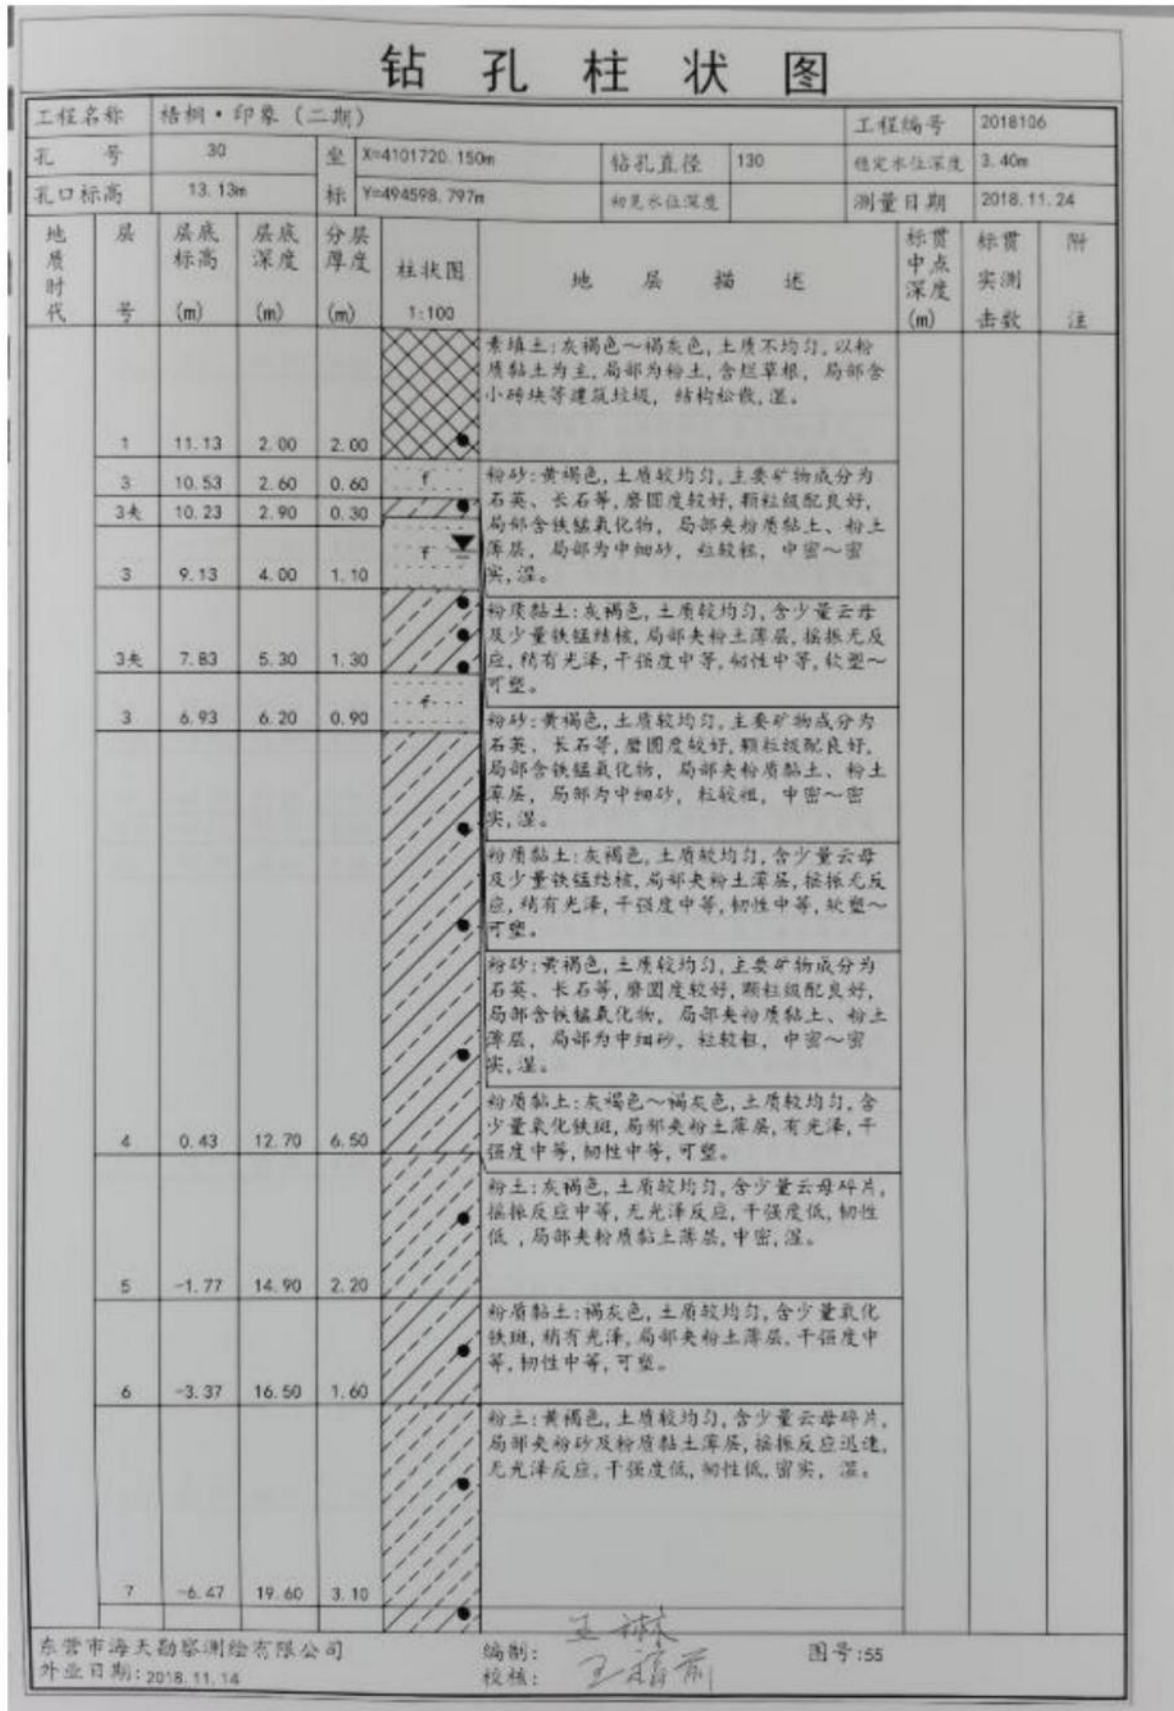 钻孔柱状图
工程名称 梧桐·印象(二期) 工程编号 2018106
孔号 30 坐 X=4101720.150m 钻孔直径 130 稳定水位深度 3.40m
孔口标高 13.13m 标 Y=494598.797m 初见水位深度 测量日期 2018.11.24
地质时代 层号 层底标高(m) 层底深度(m) 分层厚度(m) 柱状图 1:100 地层描述 标贯中点深度(m) 标贯实测击数 附注
素填土:灰褐色～褐灰色,土质不均匀,以粉
质黏土为主,局部为粉土,含烂草根,局部含
小砖块等建筑垃圾,结构松散,湿。
1 11.13 2.00 2.00
3 10.53 2.60 0.60 f
3夹 10.23 2.90 0.30
f
3 9.13 4.00 1.10
粉砂:黄褐色,土质较均匀,主要矿物成分为
石英、长石等,磨圆度较好,颗粒级配良好,
局部含铁锰氧化物,局部夹粉质黏土、粉土
薄层,局部为中细砂,粒较粗,中密～密
实,湿。
粉质黏土:灰褐色,土质较均匀,含少量云母
及少量铁锰结核,局部夹粉土薄层,摇振无反
应,稍有光泽,干强度中等,韧性中等,软塑～
可塑。
3夹 7.83 5.30 1.30
f
3 6.93 6.20 0.90
粉砂:黄褐色,土质较均匀,主要矿物成分为
石英、长石等,磨圆度较好,颗粒级配良好,
局部含铁锰氧化物,局部夹粉质黏土、粉土
薄层,局部为中细砂,粒较粗,中密～密
实,湿。
粉质黏土:灰褐色,土质较均匀,含少量云母
及少量铁锰结核,局部夹粉土薄层,摇振无反
应,稍有光泽,干强度中等,韧性中等,软塑～
可塑。
粉砂:黄褐色,土质较均匀,主要矿物成分为
石英、长石等,磨圆度较好,颗粒级配良好,
局部含铁锰氧化物,局部夹粉质黏土、粉土
薄层,局部为中细砂,粒较粗,中密～密
实,湿。
粉质黏土:灰褐色～褐灰色,土质较均匀,含
少量氧化铁斑,局部夹粉土薄层,有光泽,干
强度中等,韧性中等,可塑。
4 0.43 12.70 6.50
粉土:灰褐色,土质较均匀,含少量云母碎片,
摇振反应中等,无光泽反应,干强度低,韧性
低,局部夹粉质黏土薄层,中密,湿。
5 -1.77 14.90 2.20
粉质黏土:褐灰色,土质较均匀,含少量氧化
铁斑,稍有光泽,局部夹粉土薄层,干强度中
等,韧性中等,可塑。
6 -3.37 16.50 1.60
粉土:黄褐色,土质较均匀,含少量云母碎片,
局部夹粉砂及粉质黏土薄层,摇振反应迅速,
无光泽反应,干强度低,韧性低,密实,湿。
7 -6.47 19.60 3.10
东营市海天勘察测绘有限公司 编制: 王琳 图号:55
外业日期:2018.11.14 校核: